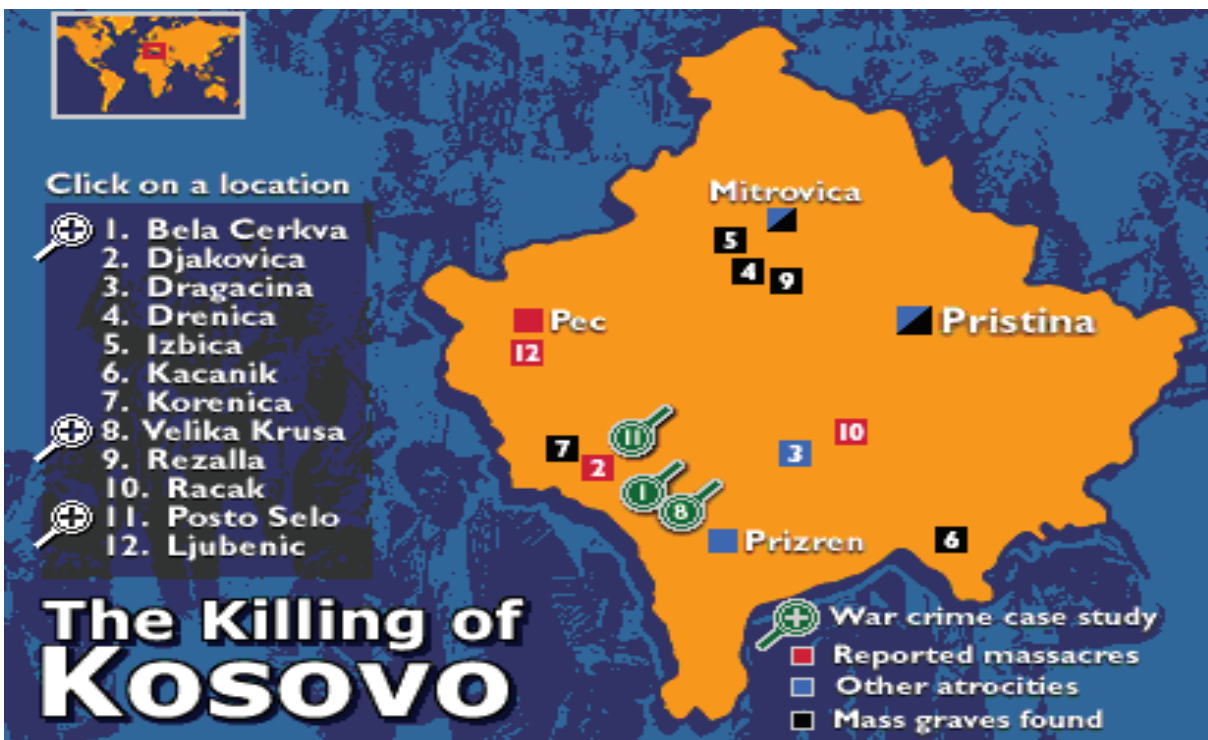 Click on a location
1. Bela Cerkva
2. Djakovica
3. Dragacina
4. Drenica
5. Izbica
6. Kacanik
7. Korenica
8. Velika Krusa
9. Rezalla
10. Racak
11. Posto Selo
12. Ljubenic
The Killing of
Kosovo
Mitrovica
5
4
9
Pec
Pristina
12
11
10
7
2
3
1
8
Prizren
6
War crime case study
Reported massacres
Other atrocities
Mass graves found